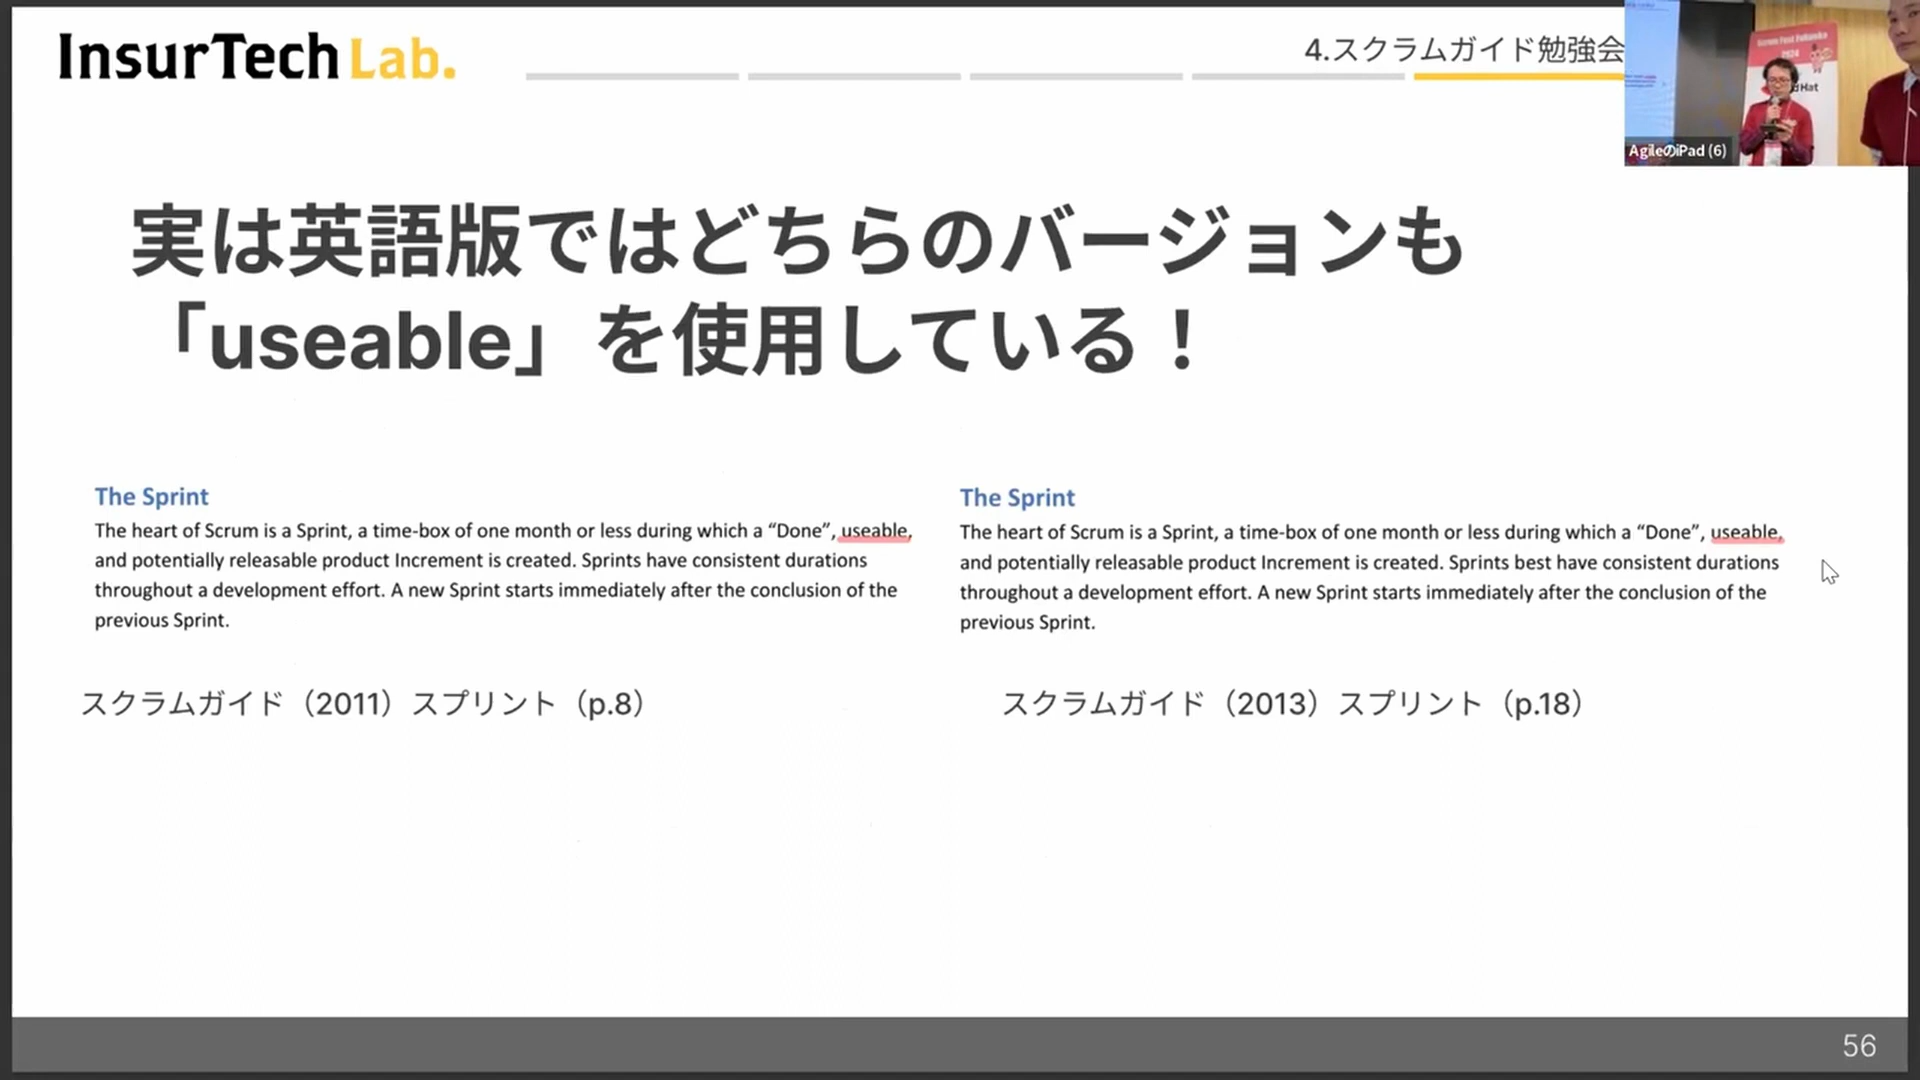 InsurTech Lab.
4.スクラムガイド勉強会
Scrum Fest Fukuoka
2024
Hat
AgileのiPad (6)
実は英語版ではどちらのバージョンも
「useable」を使用している！
The Sprint
The heart of Scrum is a Sprint, a time-box of one month or less during which a “Done”, useable,
and potentially releasable product Increment is created. Sprints have consistent durations
throughout a development effort. A new Sprint starts immediately after the conclusion of the
previous Sprint.
スクラムガイド（2011）スプリント（p.8）
The Sprint
The heart of Scrum is a Sprint, a time-box of one month or less during which a “Done”, useable,
and potentially releasable product Increment is created. Sprints best have consistent durations
throughout a development effort. A new Sprint starts immediately after the conclusion of the
previous Sprint.
スクラムガイド（2013）スプリント（p.18）
56